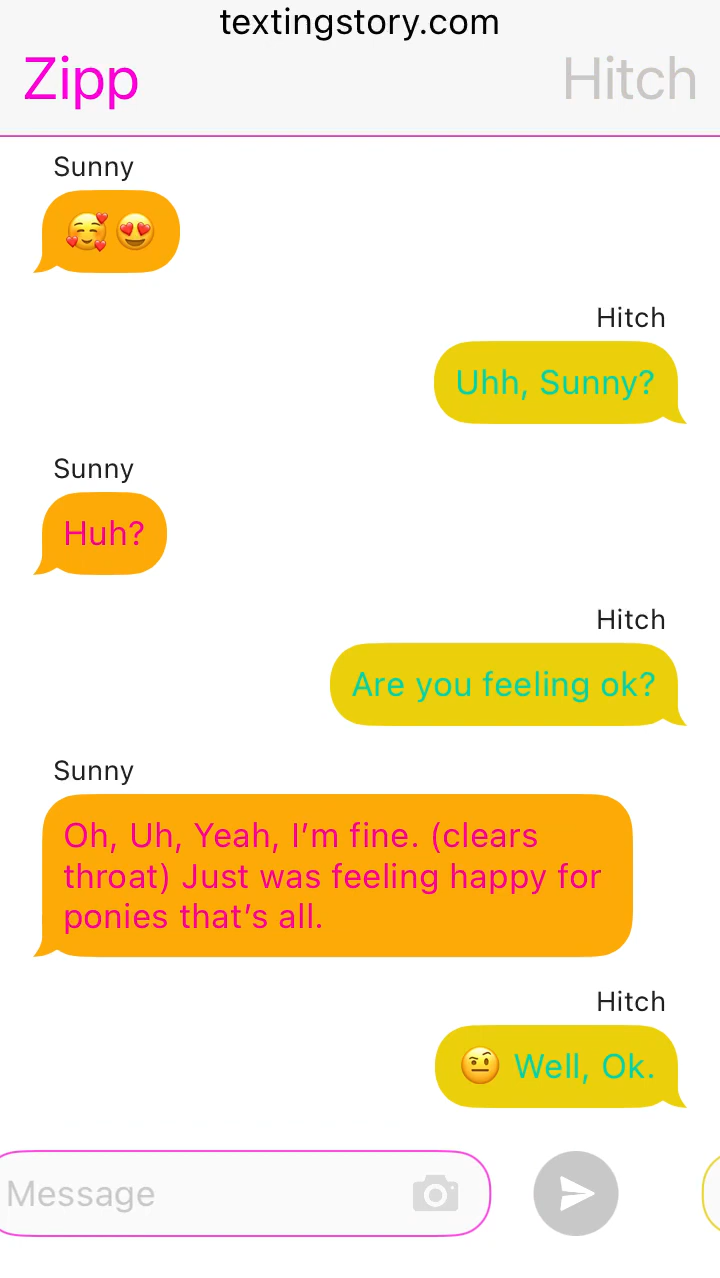 textingstory.com
Zipp
Hitch
Sunny
🥰😍
Hitch
Uhh, Sunny?
Sunny
Huh?
Hitch
Are you feeling ok?
Sunny
Oh, Uh, Yeah, I’m fine. (clears
throat) Just was feeling happy for
ponies that’s all.
Hitch
🤨 Well, Ok.
Message